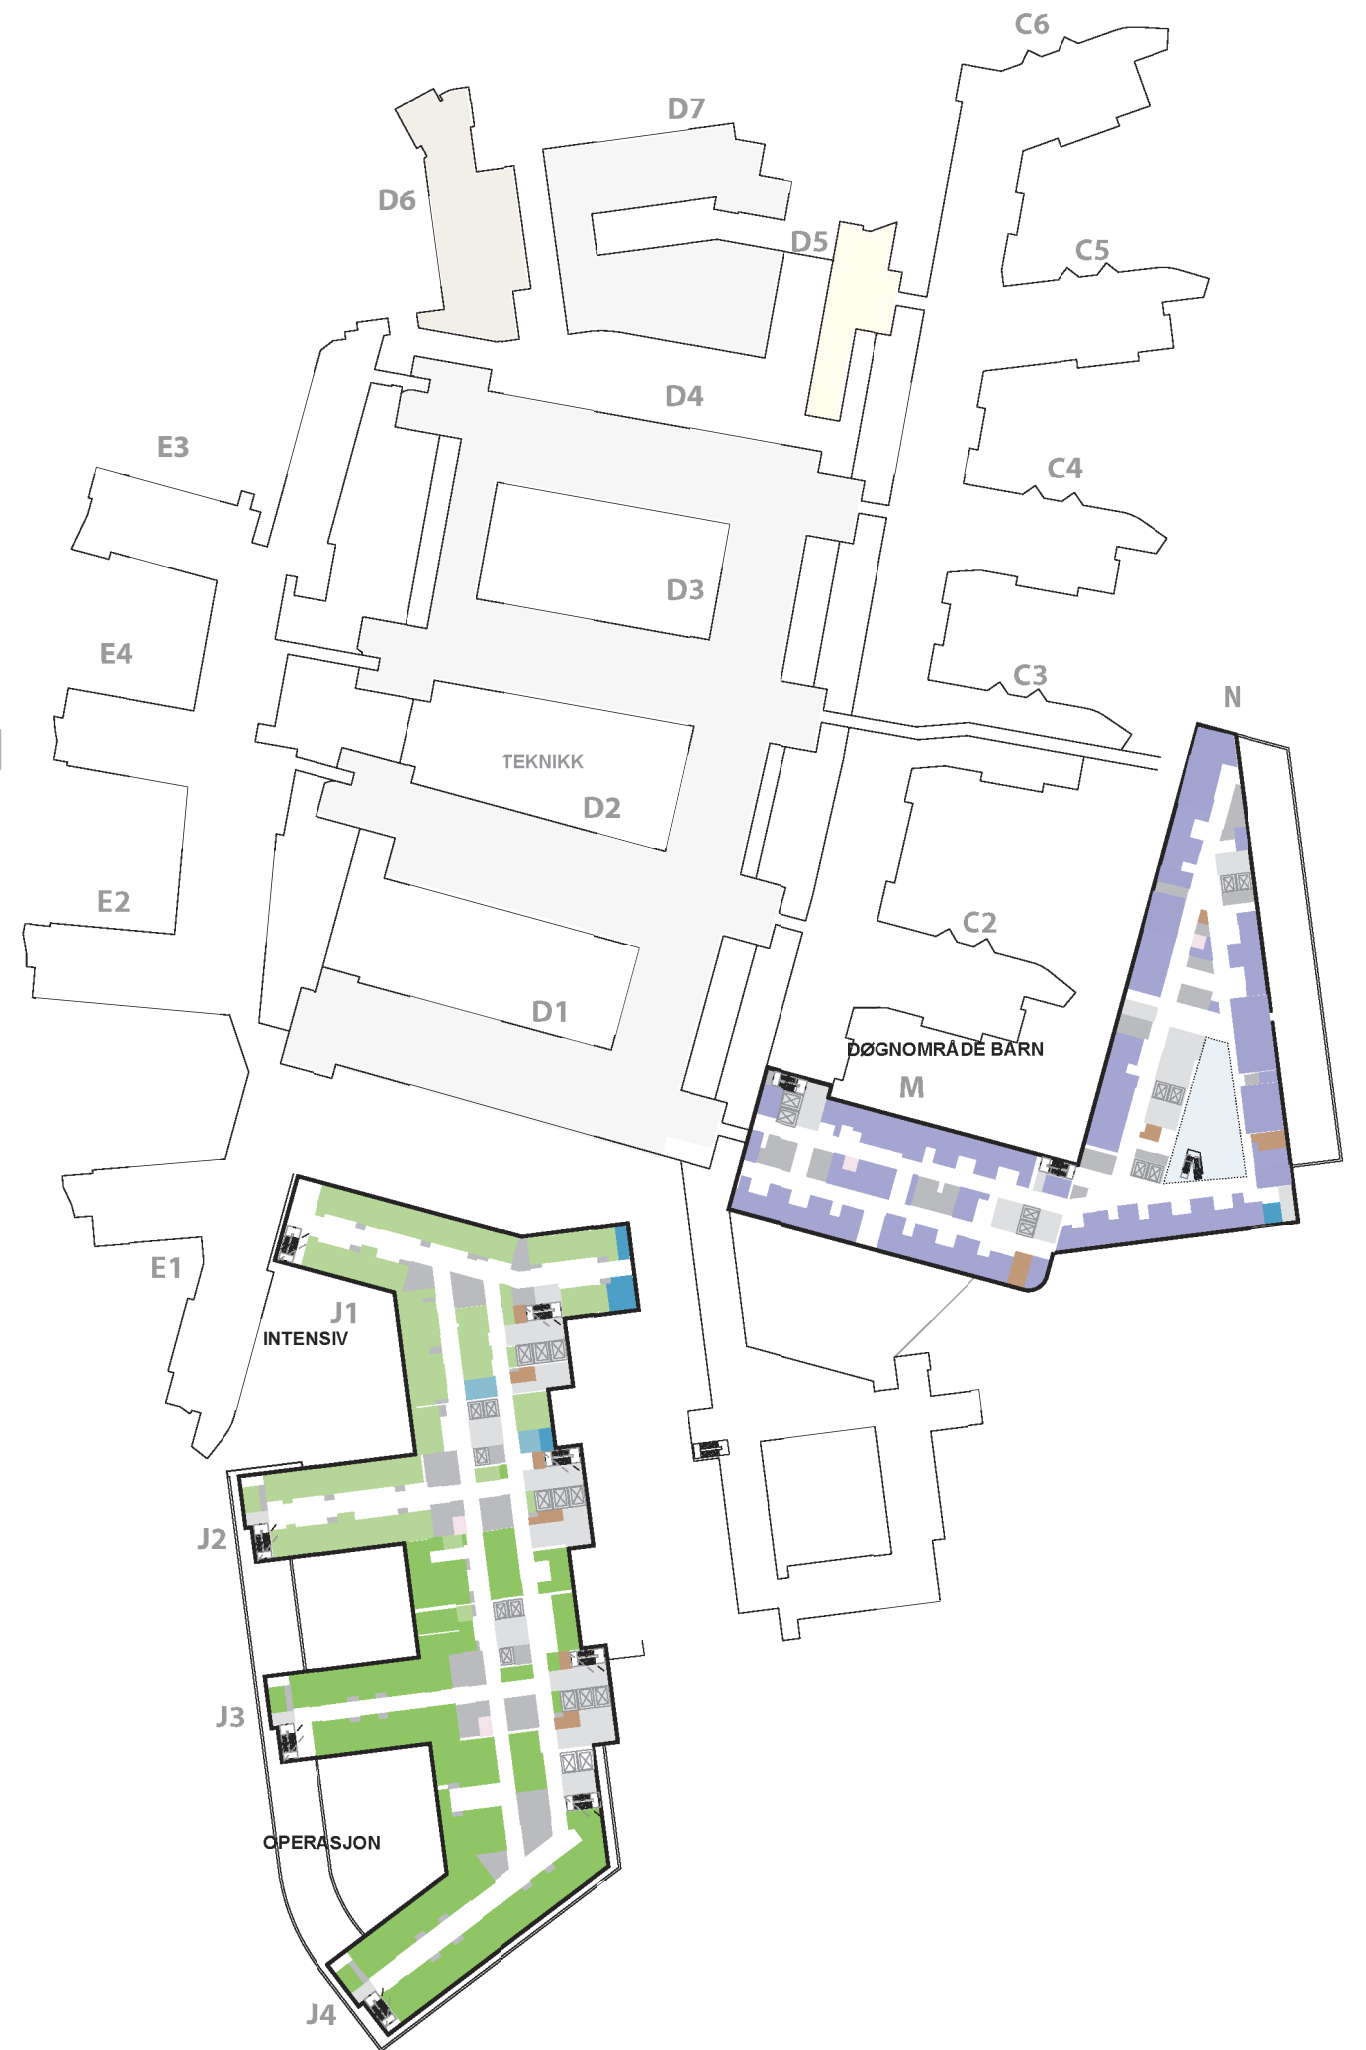 C6
D7
D6
D5
C5
D4
E3
C4
D3
E4
C3
N
TEKNIKK
D2
E2
C2
D1
DØGNOMRÅDE BARN
M
E1
J1
INTENSIV
J2
J3
OPERASJON
J4